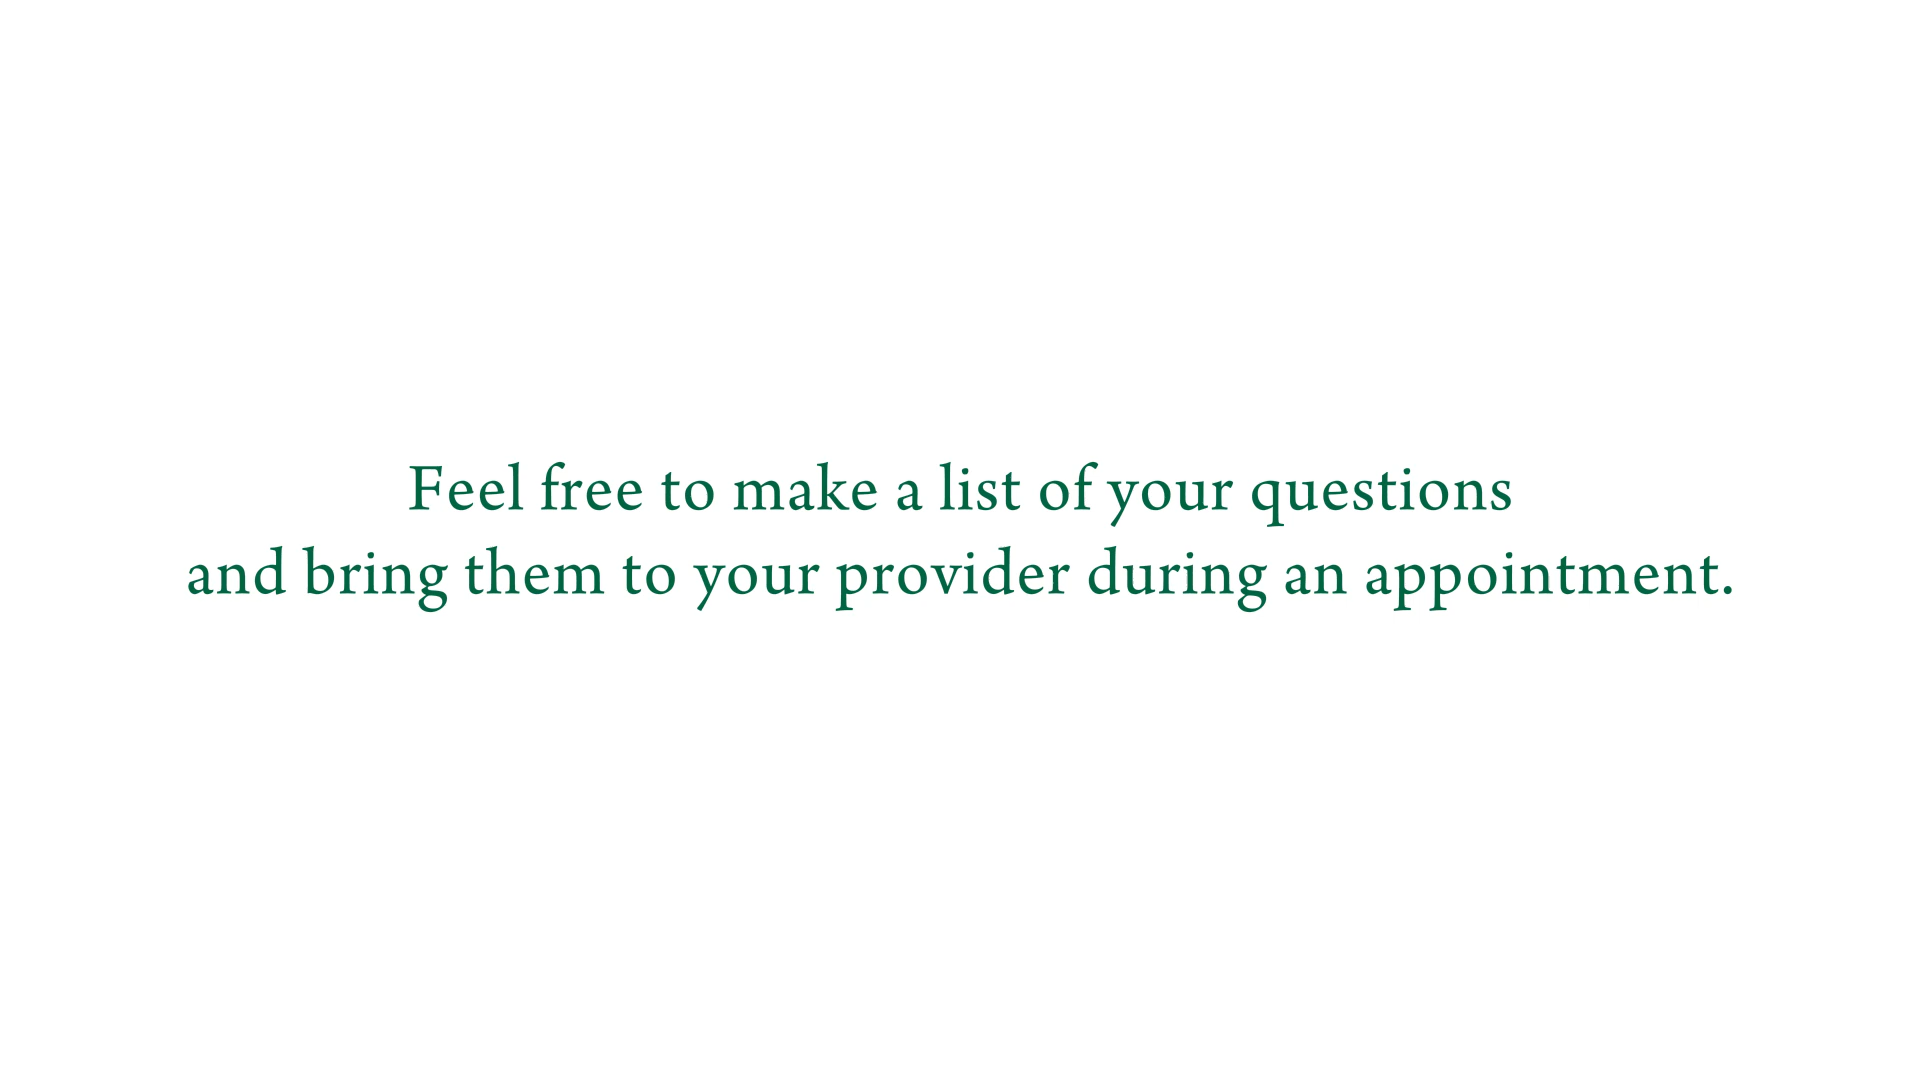 Feel free to make a list of your questions
and bring them to your provider during an appointment.